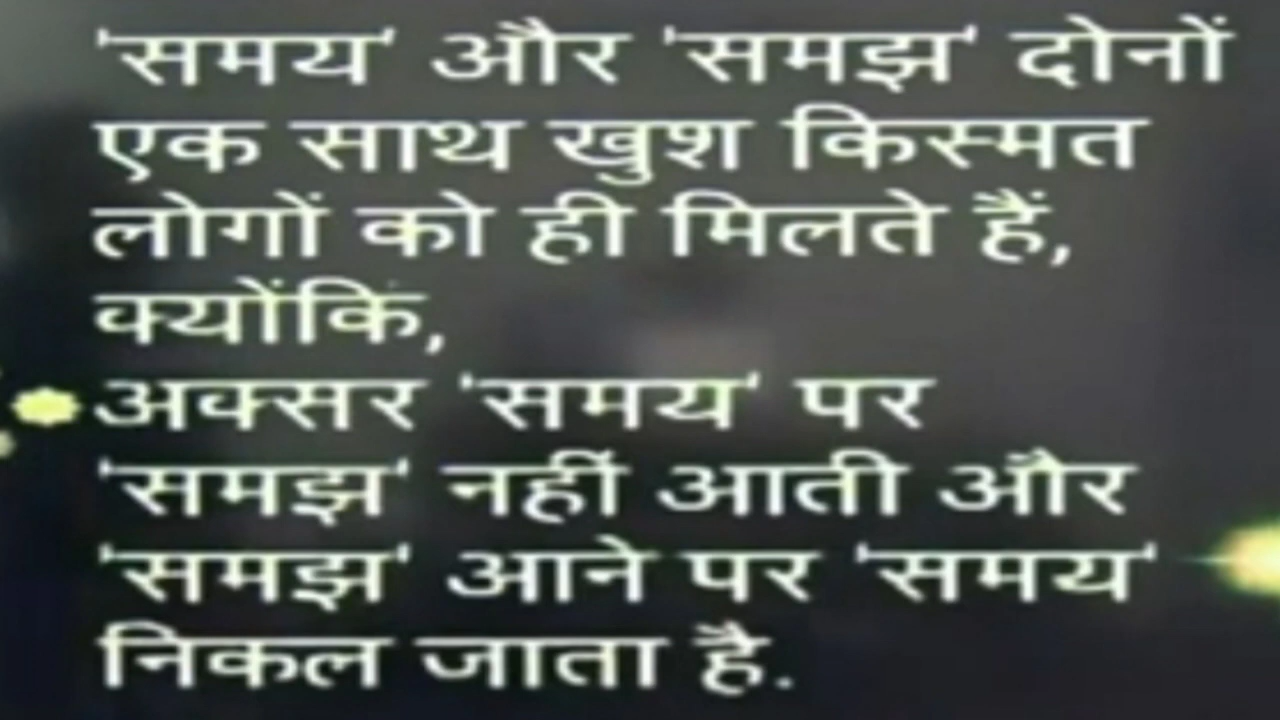 'समय' और 'समझ' दोनों
एक साथ खुश किस्मत
लोगों को ही मिलते हैं,
क्योंकि,
अक्सर 'समय' पर
'समझ' नहीं आती और
'समझ' आने पर 'समय'
निकल जाता है.